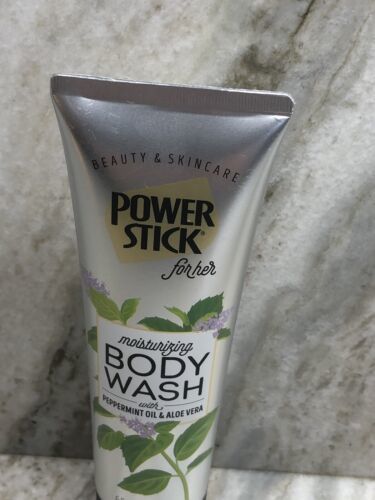 BEAUTY & SKINCARE
POWER
STICK®
for her
moisturizing
BODY
WASH
with
PEPPERMINT OIL & ALOE VERA